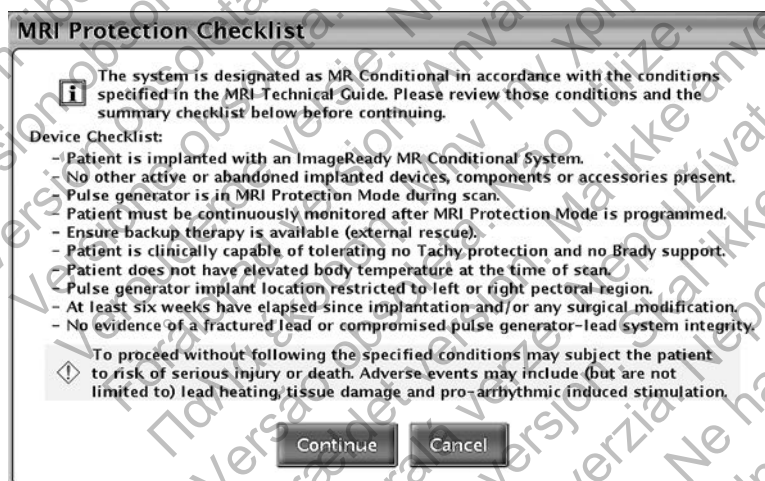 MRI Protection Checklist
The system is designated as MR Conditional in accordance with the conditions
specified in the MRI Technical Guide. Please review those conditions and the
summary checklist below before continuing.
Device Checklist:
- Patient is implanted with an ImageReady MR Conditional System.
- No other active or abandoned implanted devices, components or accessories present.
- Pulse generator is in MRI Protection Mode during scan.
- Patient must be continuously monitored after MRI Protection Mode is programmed.
- Ensure backup therapy is available (external rescue).
- Patient is clinically capable of tolerating no Tachy protection and no Brady support.
- Patient does not have elevated body temperature at the time of scan.
- Pulse generator implant location restricted to left or right pectoral region.
- At least six weeks have elapsed since implantation and/or any surgical modification.
- No evidence of a fractured lead or compromised pulse generator-lead system integrity.
To proceed without following the specified conditions may subject the patient
to risk of serious injury or death. Adverse events may include (but are not
limited to) lead heating, tissue damage and pro-arrhythmic induced stimulation.
Continue Cancel